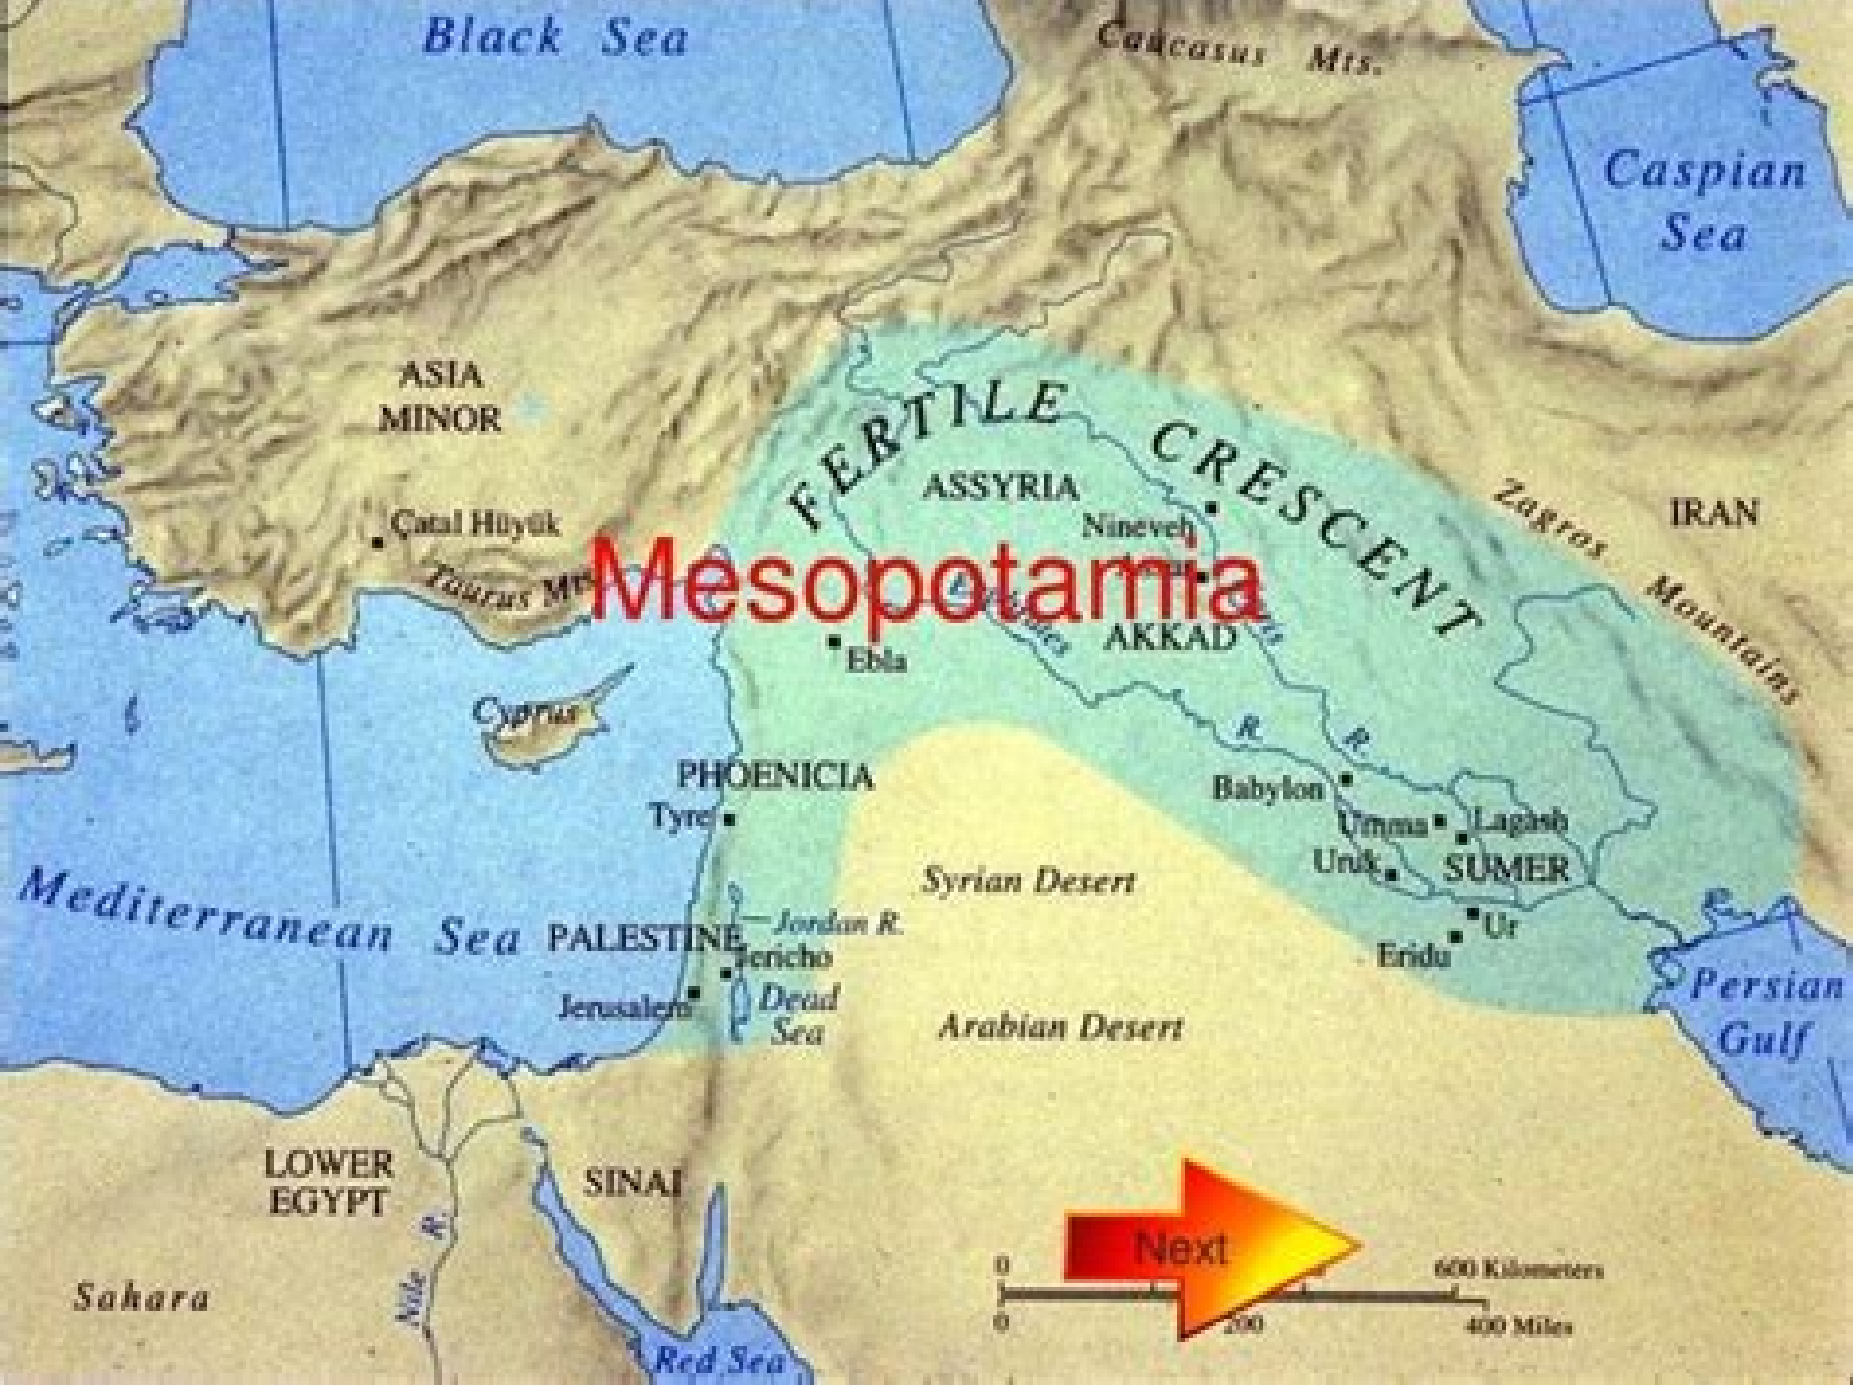 Black Sea
Caucasus Mts.
Caspian
Sea
ASIA
MINOR
FERTILE CRESCENT
ASSYRIA
Zagros Mountains
IRAN
Çatal Hüyük
Nineveh
Taurus Mts.
Mesopotamia
AKKAD
Ebla
Cyprus
R.
R.
PHOENICIA
Babylon
Tyre
Umma
Lagash
Uruk
SUMER
Syrian Desert
Mediterranean Sea
PALESTINE
Jordan R.
Ur
Jericho
Eridu
Persian
Gulf
Jerusalem
Dead
Sea
Arabian Desert
LOWER
EGYPT
SINAI
Nile R.
Next
0
600 Kilometers
Sahara
0
200
400 Miles
Red Sea